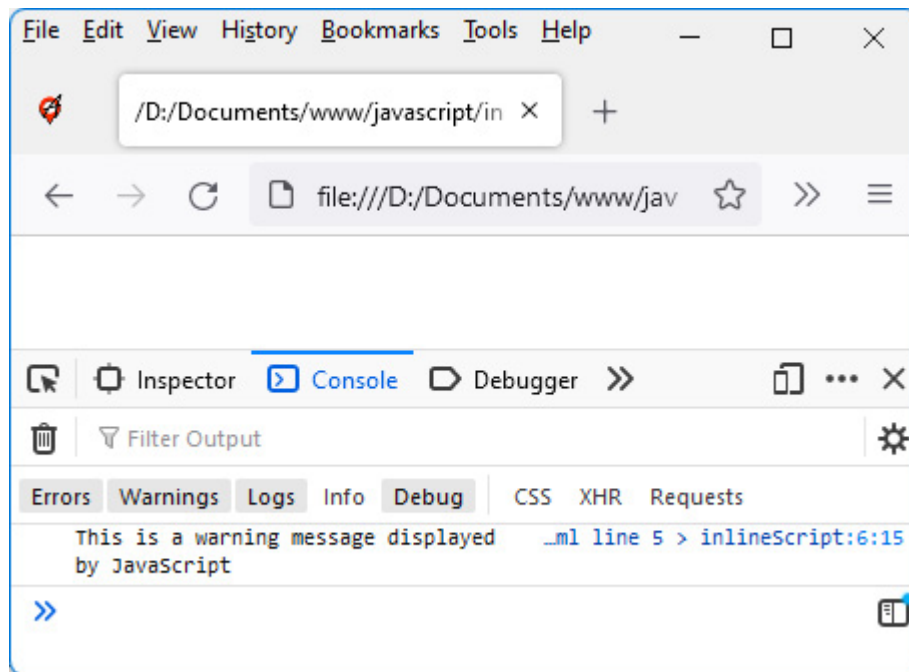 File Edit View History Bookmarks Tools Help
/D:/Documents/www/javascript/in
file:///D:/Documents/www/jav
Inspector Console Debugger
Filter Output
Errors Warnings Logs Info Debug CSS XHR Requests
This is a warning message displayed …ml line 5 > inlineScript:6:15
by JavaScript